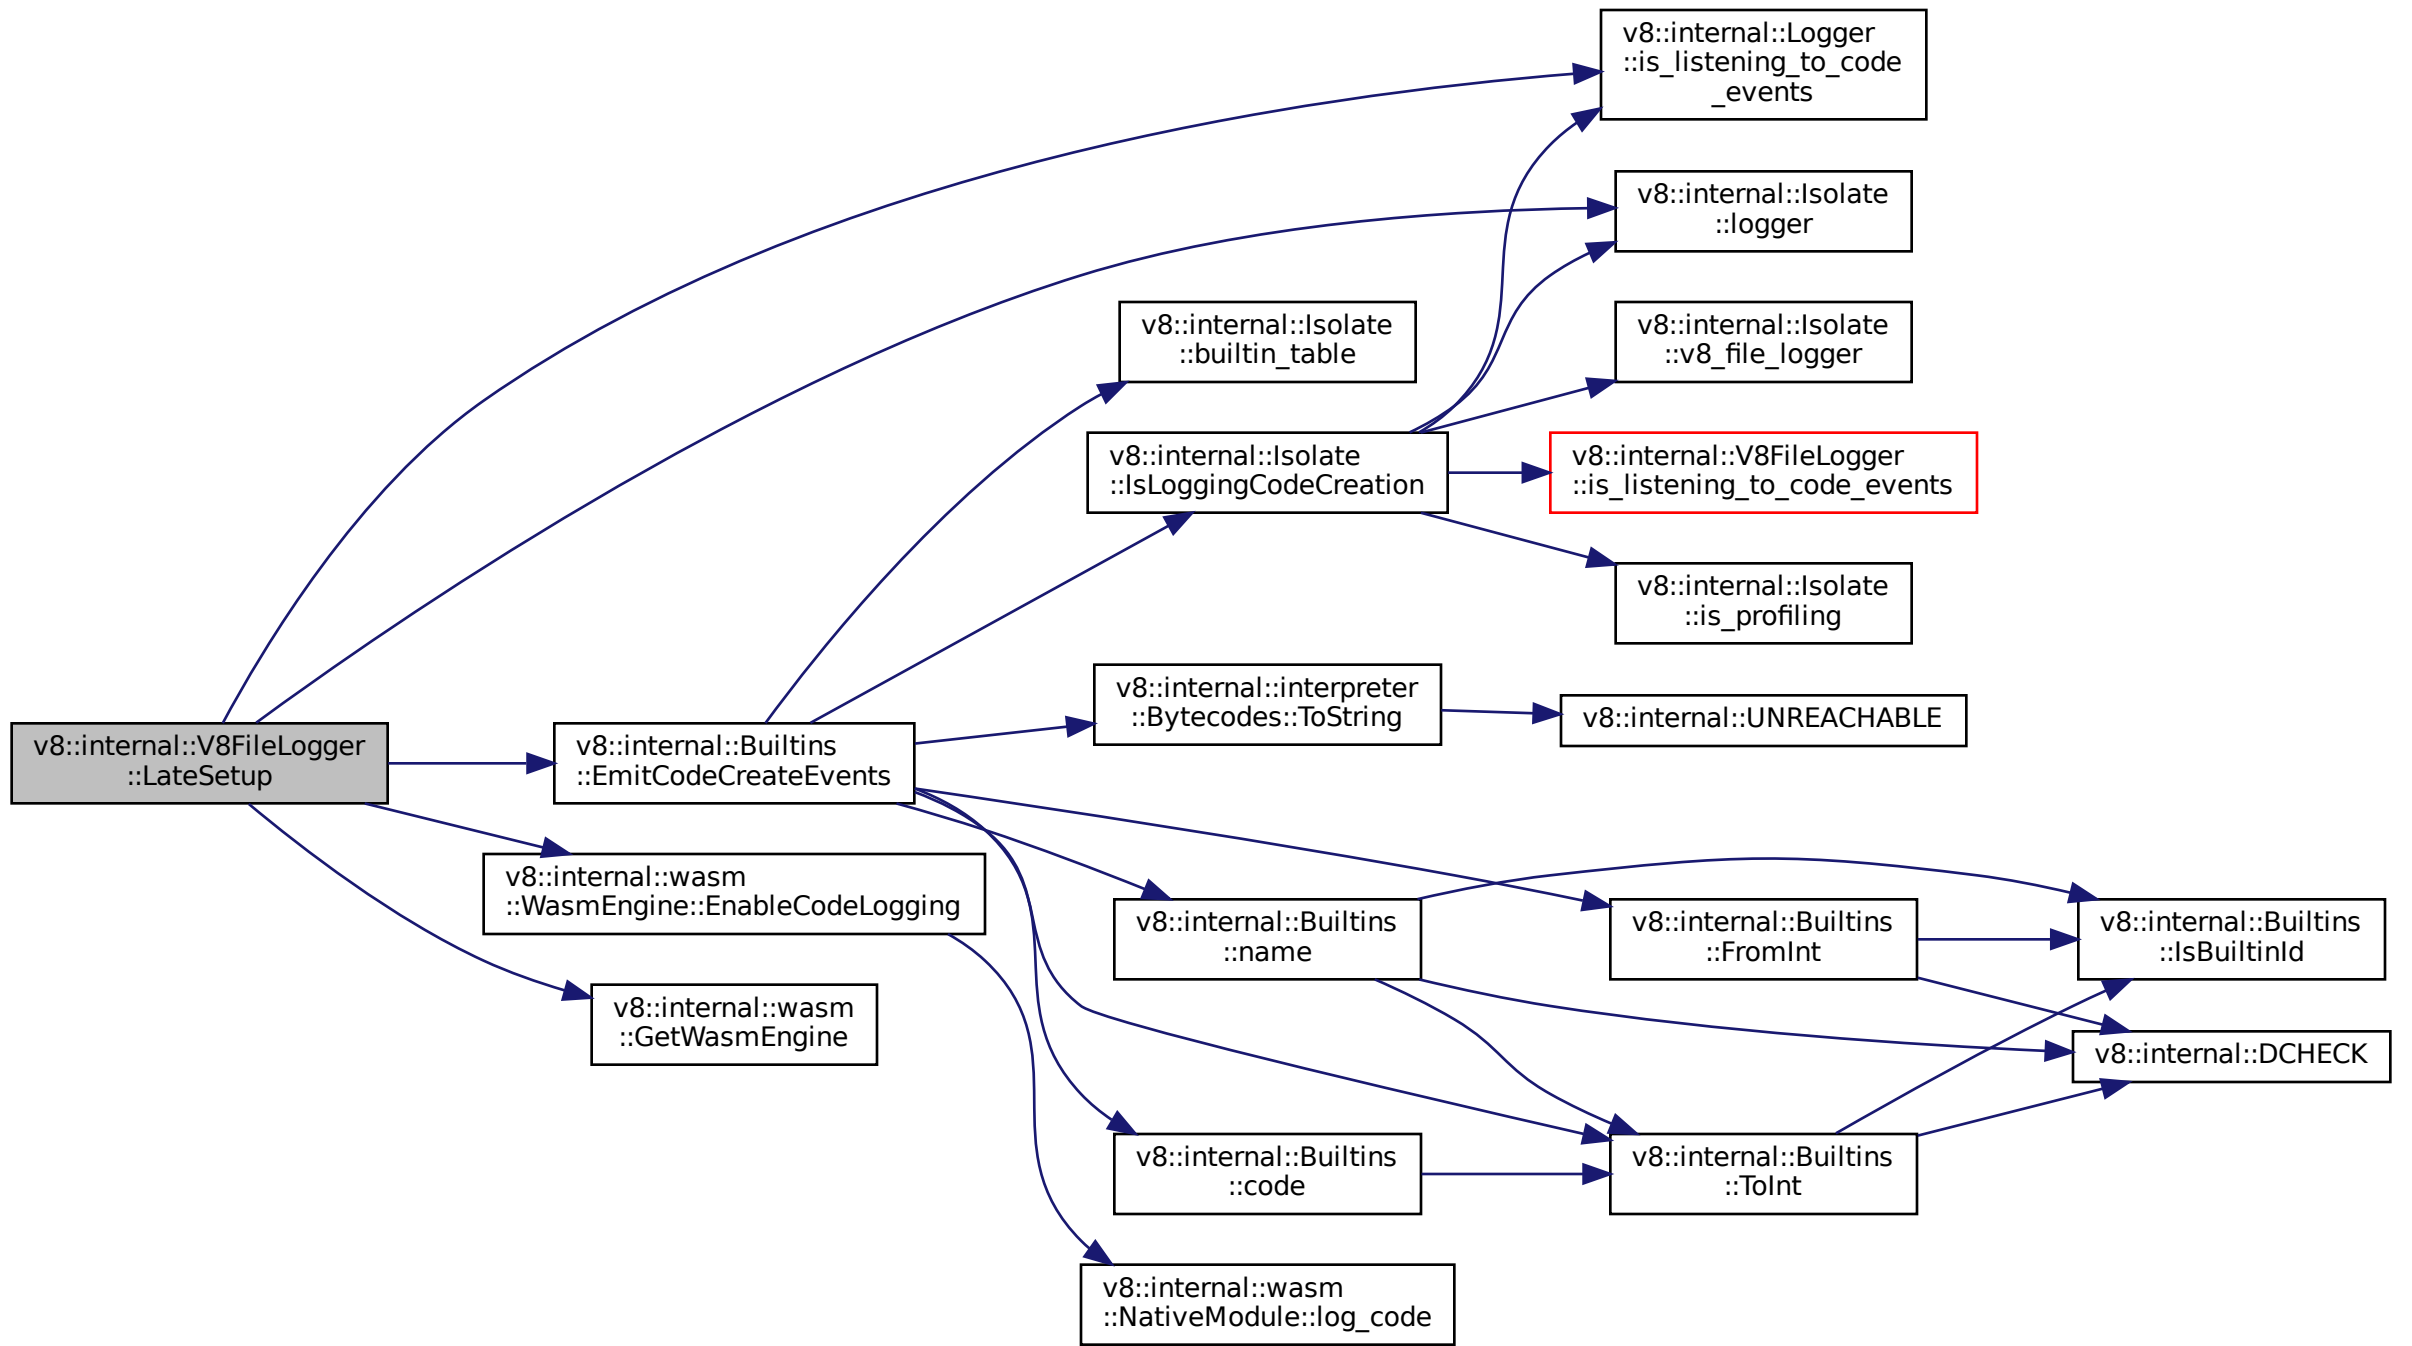 v8::internal::Logger
::is_listening_to_code
_events
v8::internal::Isolate
::logger
v8::internal::Isolate
::builtin_table
v8::internal::Isolate
::v8_file_logger
v8::internal::Isolate
::IsLoggingCodeCreation
v8::internal::V8FileLogger
::is_listening_to_code_events
v8::internal::Isolate
::is_profiling
v8::internal::interpreter
::Bytecodes::ToString
v8::internal::UNREACHABLE
v8::internal::V8FileLogger
::LateSetup
v8::internal::Builtins
::EmitCodeCreateEvents
v8::internal::wasm
::WasmEngine::EnableCodeLogging
v8::internal::Builtins
::name
v8::internal::Builtins
::FromInt
v8::internal::Builtins
::IsBuiltinId
v8::internal::wasm
::GetWasmEngine
v8::internal::DCHECK
v8::internal::Builtins
::code
v8::internal::Builtins
::ToInt
v8::internal::wasm
::NativeModule::log_code